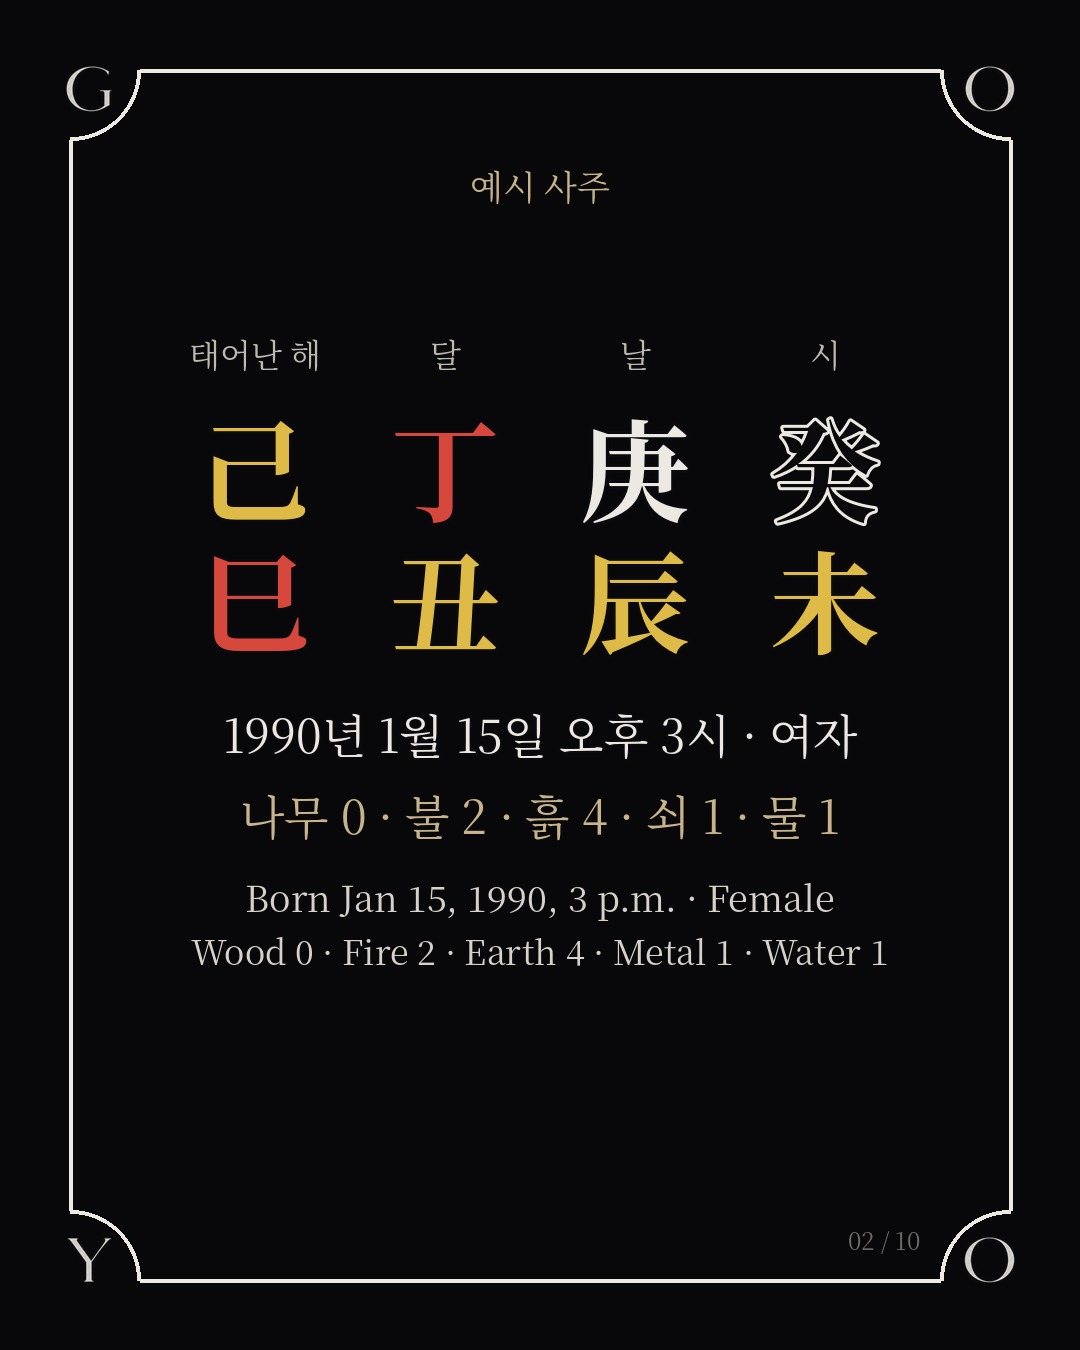 G O
예시 사주
태어난 해 달 날 시
己 丁 庚 癸
巳 丑 辰 未
1990년 1월 15일 오후 3시 · 여자
나무 0 · 불 2 · 흙 4 · 쇠 1 · 물 1
Born Jan 15, 1990, 3 p.m. · Female
Wood 0 · Fire 2 · Earth 4 · Metal 1 · Water 1
02 / 10
Y O